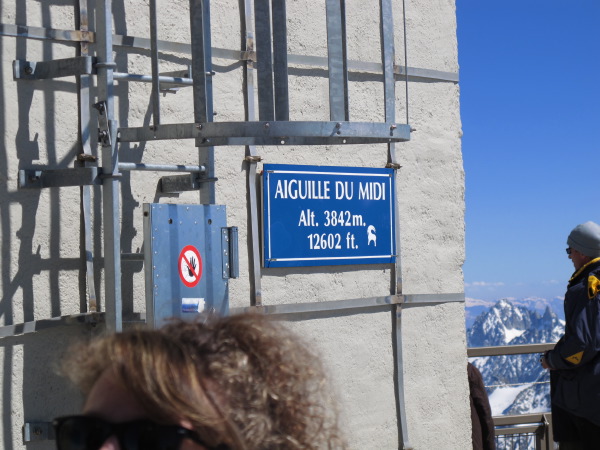 AIGUILLE DU MIDI
Alt. 3842m.
12602 ft.